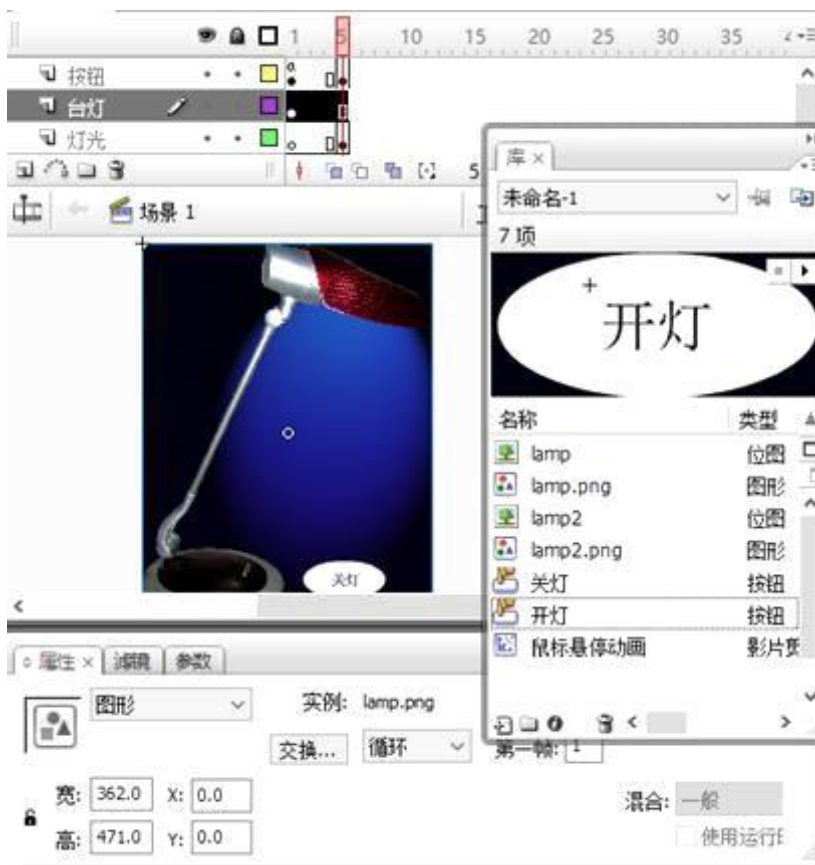 1 5 10 15 20 25 30 35
按钮
台灯
灯光
5
场景 1
关灯
库 ×
未命名-1
7 项
开灯
名称 类型
lamp 位图
lamp.png 图形
lamp2 位图
lamp2.png 图形
关灯 按钮
开灯 按钮
鼠标悬停动画 影片剪
属性 × 滤镜 参数
图形 实例: lamp.png
交换... 循环 第一帧: 1
宽: 362.0 X: 0.0 混合: 一般
高: 471.0 Y: 0.0 使用运行